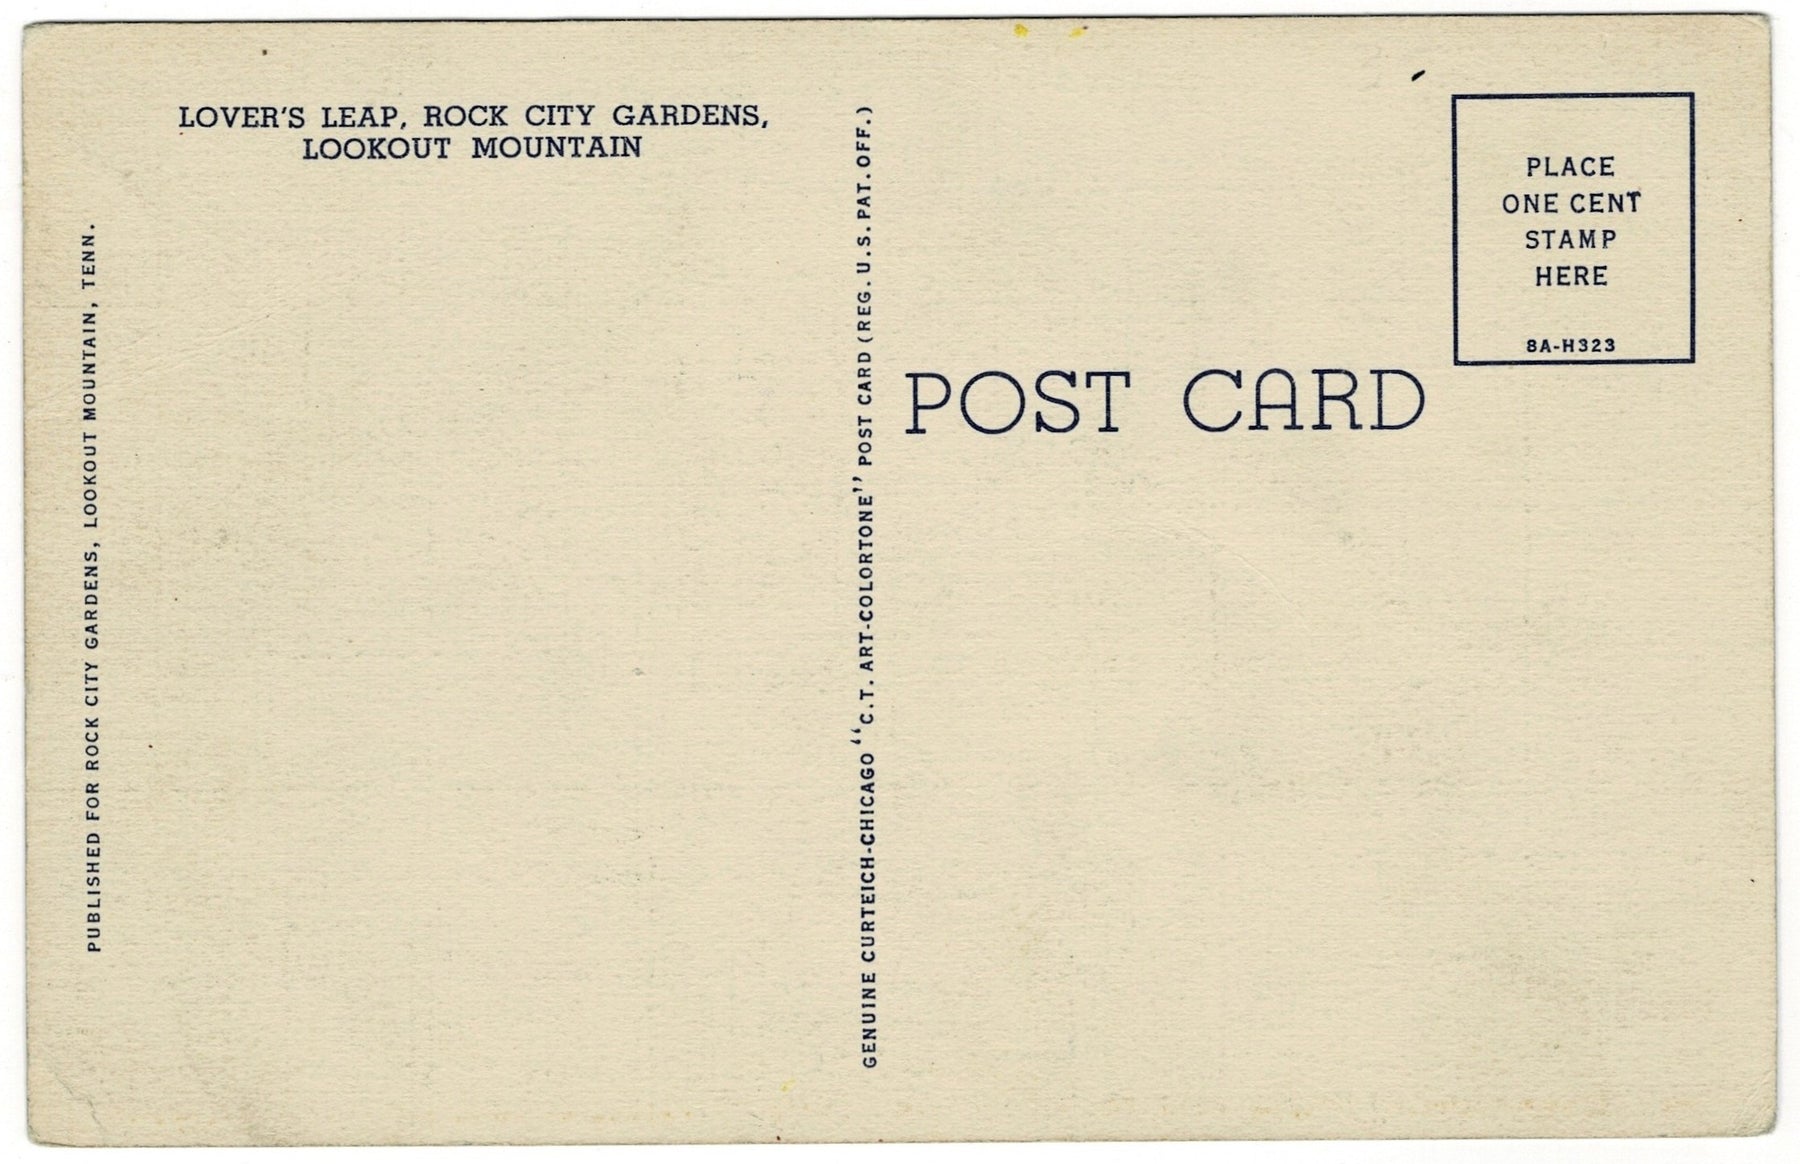 LOVER'S LEAP, ROCK CITY GARDENS,
LOOKOUT MOUNTAIN
PUBLISHED FOR ROCK CITY GARDENS, LOOKOUT MOUNTAIN, TENN.
GENUINE CURTEICH-CHICAGO "C.T. ART-COLORTONE" POST CARD (REG. U.S. PAT. OFF.)
POST CARD
PLACE
ONE CENT
STAMP
HERE
8A-H323